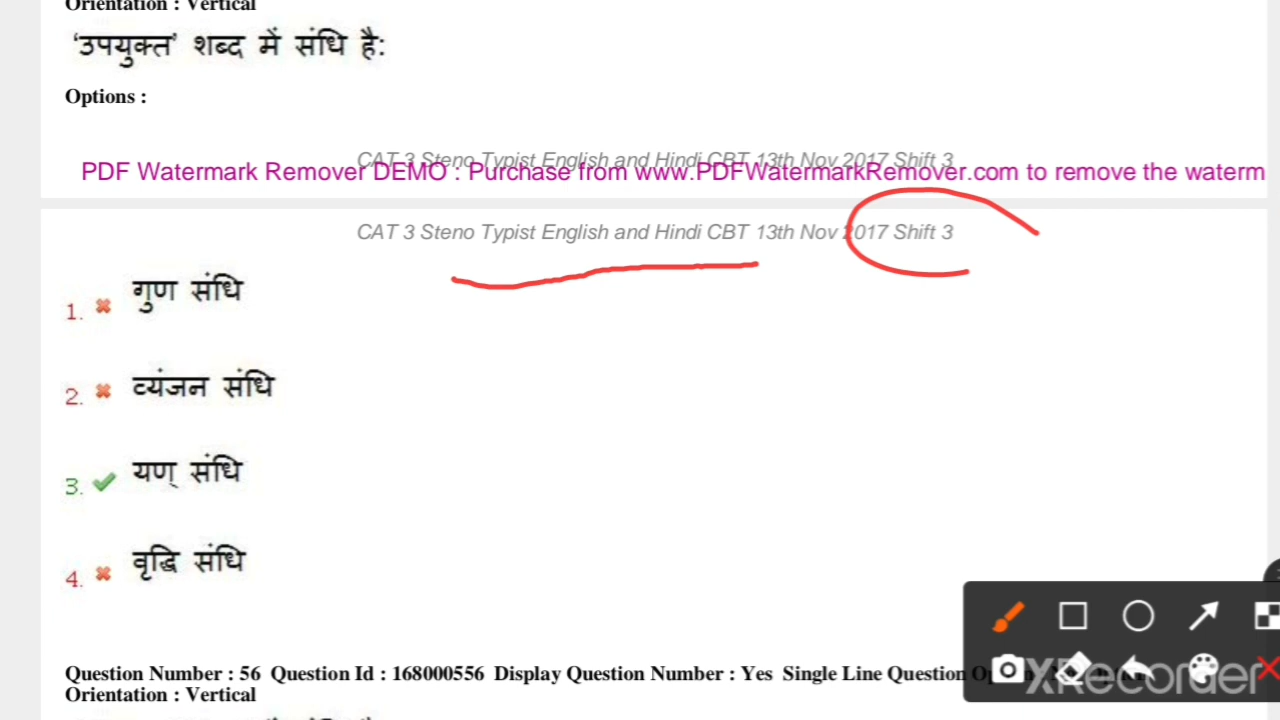 Orientation : Vertical
'उपयुक्त' शब्द में संधि है:
Options :
CAT 3 Steno Typist English and Hindi CBT 13th Nov 2017 Shift 3
PDF Watermark Remover DEMO : Purchase from www.PDFWatermarkRemover.com to remove the waterm
CAT 3 Steno Typist English and Hindi CBT 13th Nov 2017 Shift 3
1. गुण संधि
2. व्यंजन संधि
3. यण् संधि
4. वृद्धि संधि
Question Number : 56 Question Id : 168000556 Display Question Number : Yes Single Line Question
Orientation : Vertical
XRecorder